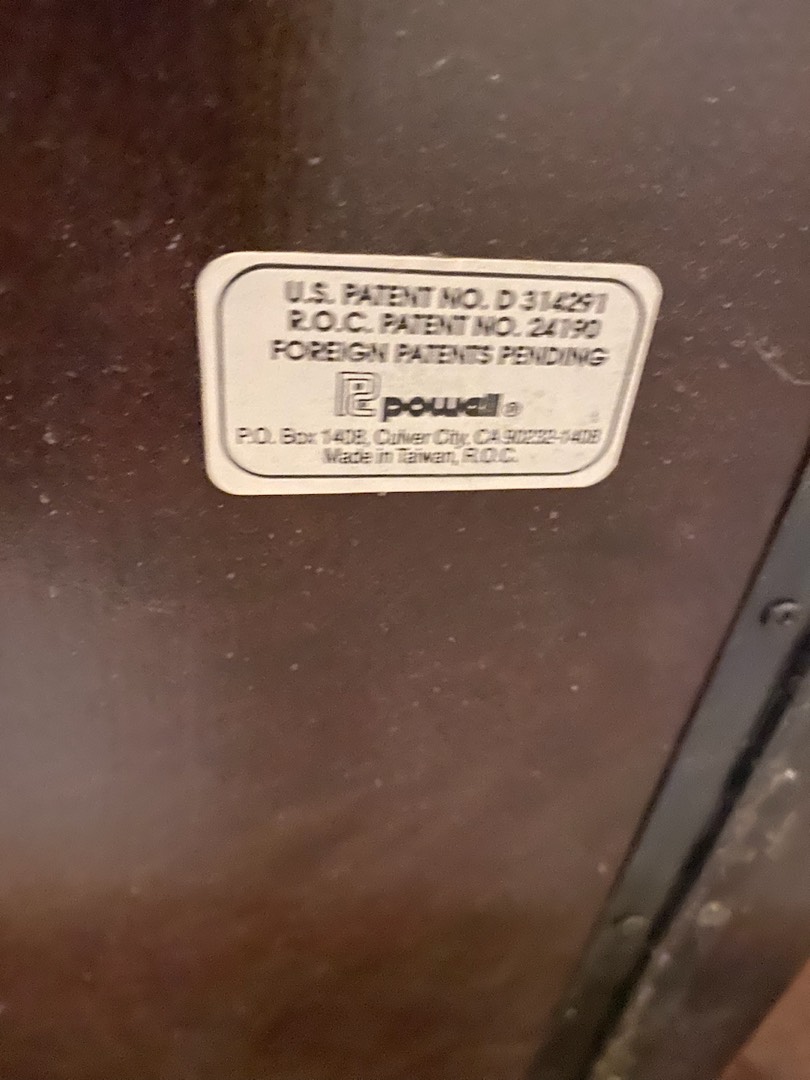 U.S. PATENT NO. D 314291
R.O.C. PATENT NO. 24190
FOREIGN PATENTS PENDING
powell ®
P.O. Box 1408, Culver City, CA 90232-1408
Made in Taiwan, R.O.C.